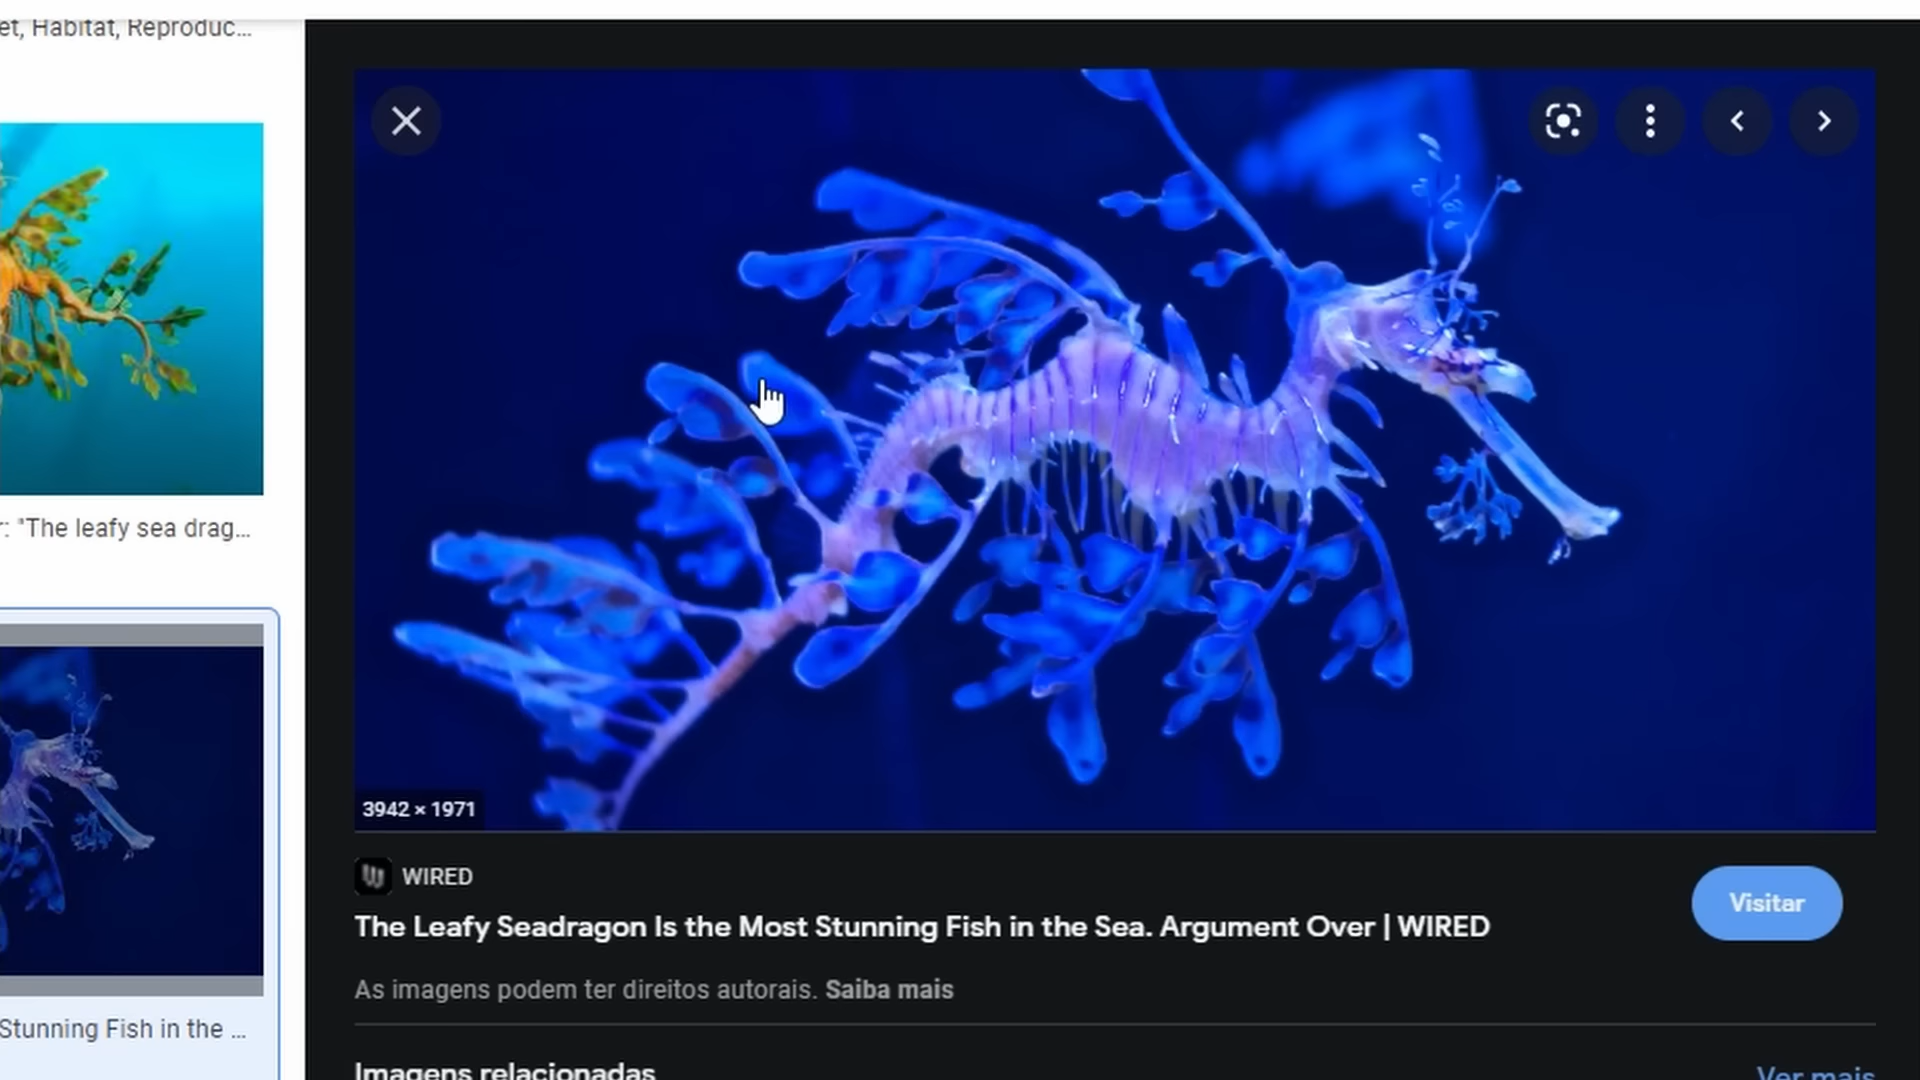 et, Habitat, Reproduc...
r: "The leafy sea drag...
Stunning Fish in the ...
3942 × 1971
WIRED
The Leafy Seadragon Is the Most Stunning Fish in the Sea. Argument Over | WIRED
Visitar
As imagens podem ter direitos autorais. Saiba mais
Imagens relacionadas
Ver mais